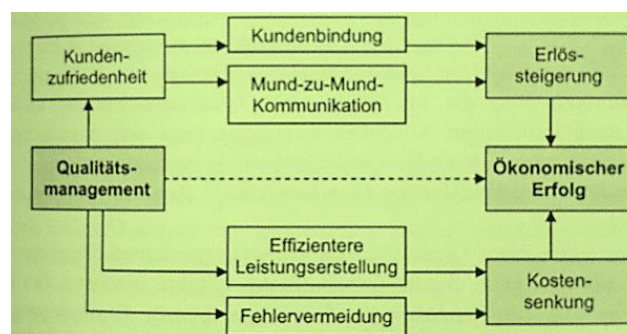 Kundenbindung
Kunden-
zufriedenheit
Mund-zu-Mund-
Kommunikation
Erlös-
steigerung
Qualitäts-
management
Ökonomischer
Erfolg
Effizientere
Leistungserstellung
Fehlervermeidung
Kosten-
senkung